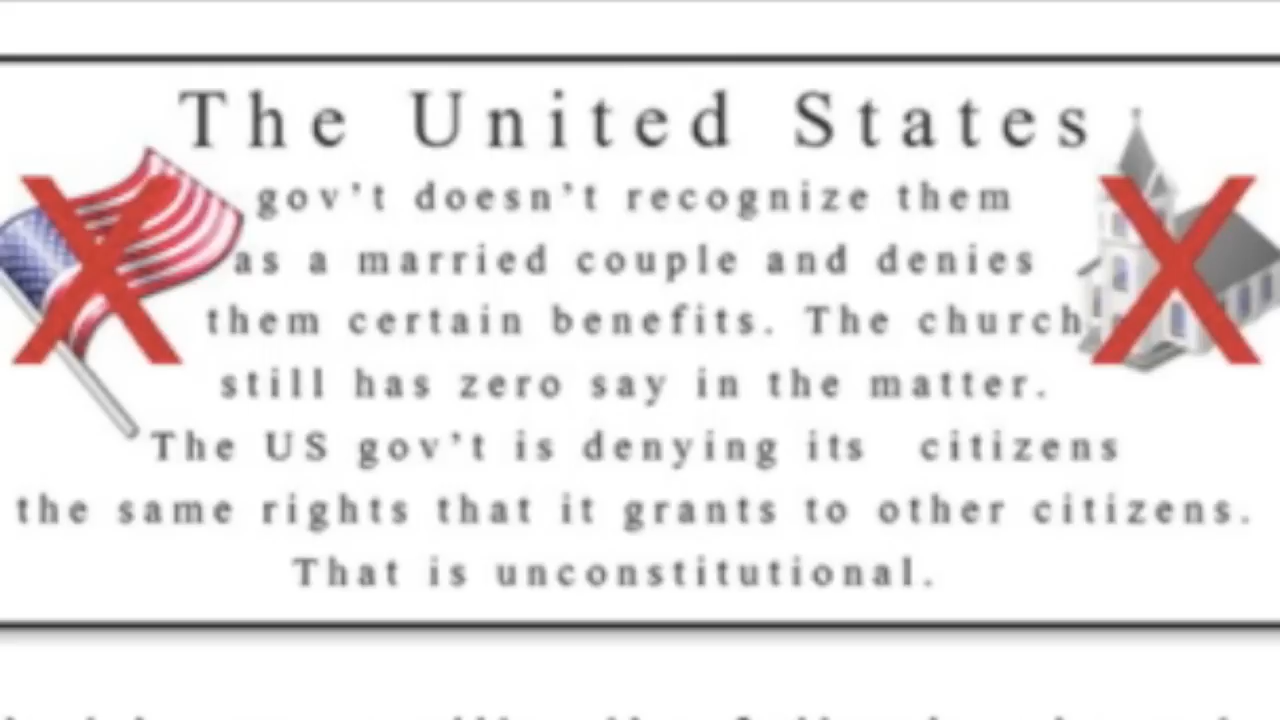 The United States
gov't doesn't recognize them
as a married couple and denies
them certain benefits. The church
still has zero say in the matter.
The US gov't is denying its citizens
the same rights that it grants to other citizens.
That is unconstitutional.